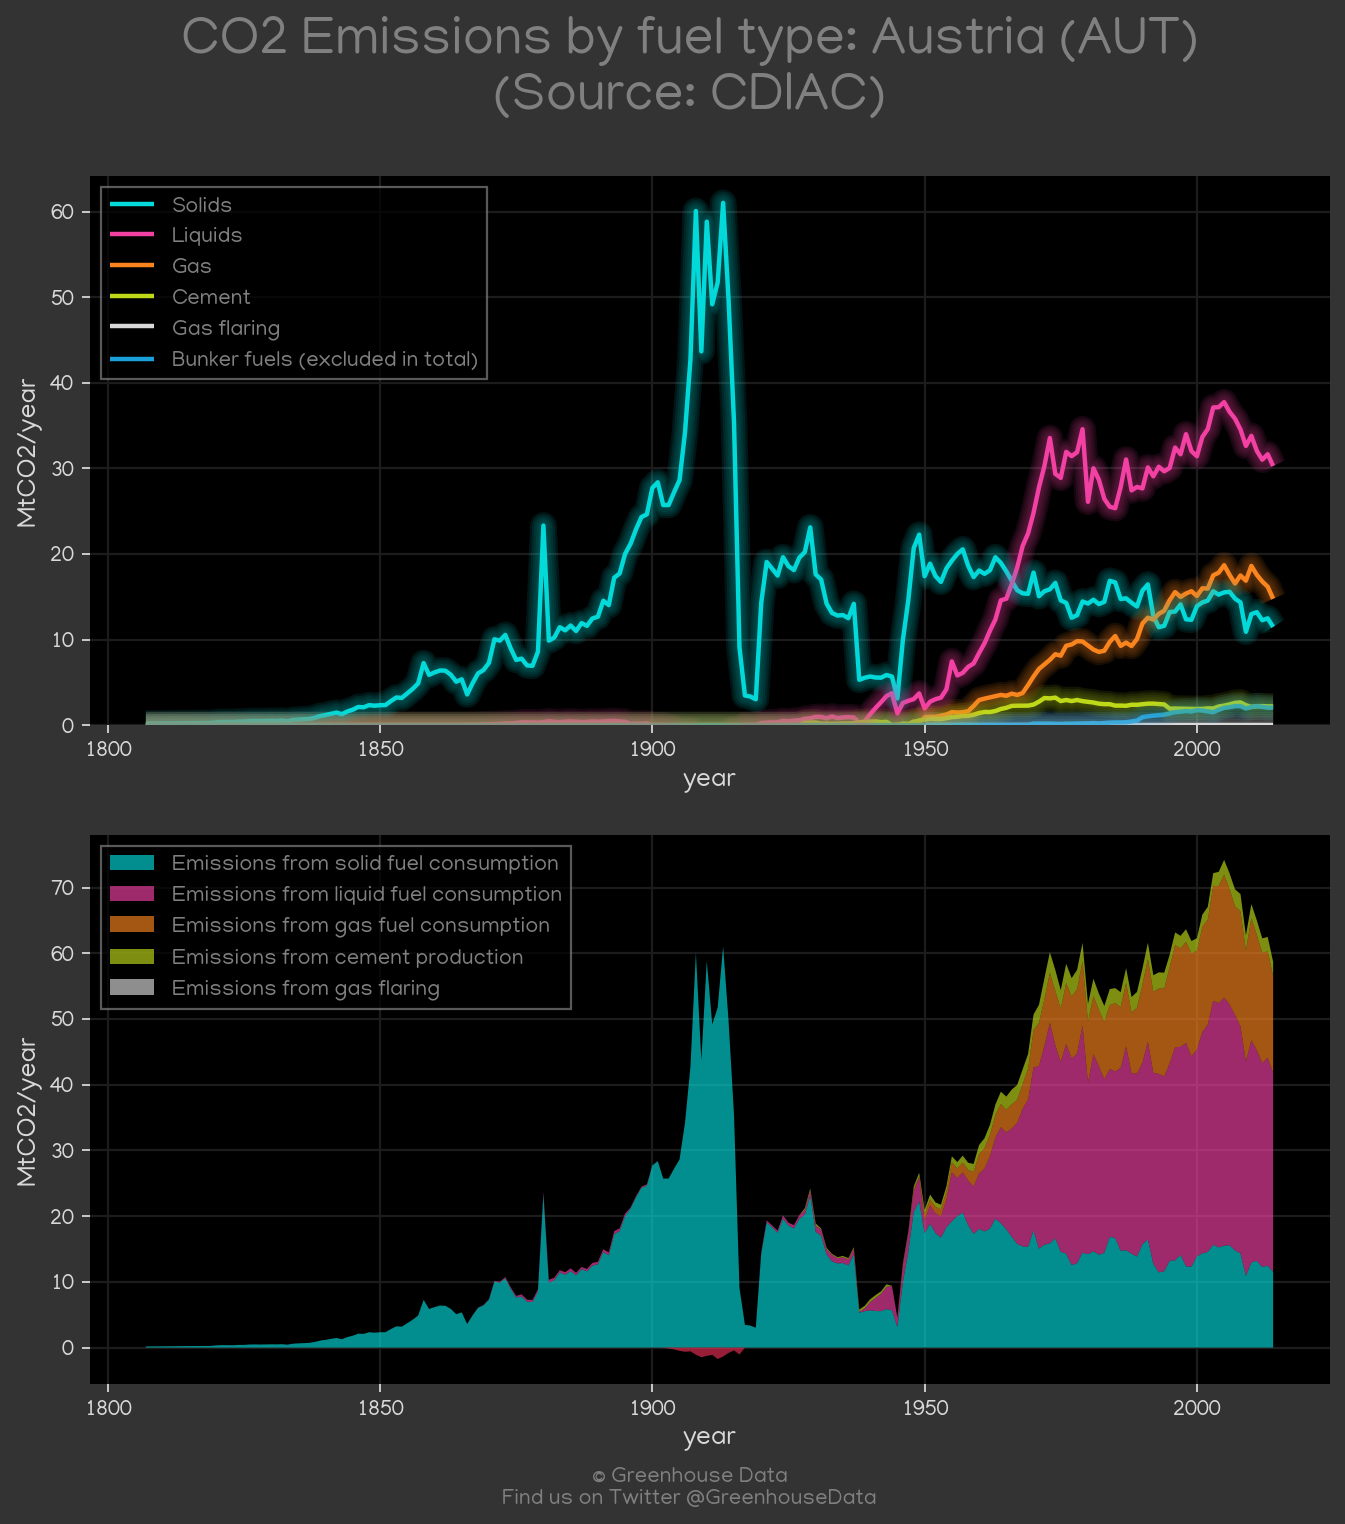 CO2 Emissions by fuel type: Austria (AUT)
(Source: CDIAC)
Solids
Liquids
Gas
Cement
Gas flaring
Bunker fuels (excluded in total)
MtCO2/year
60
50
40
30
20
10
0
1800 1850 1900 1950 2000
year
Emissions from solid fuel consumption
Emissions from liquid fuel consumption
Emissions from gas fuel consumption
Emissions from cement production
Emissions from gas flaring
MtCO2/year
70
60
50
40
30
20
10
0
1800 1850 1900 1950 2000
year
© Greenhouse Data
Find us on Twitter @GreenhouseData